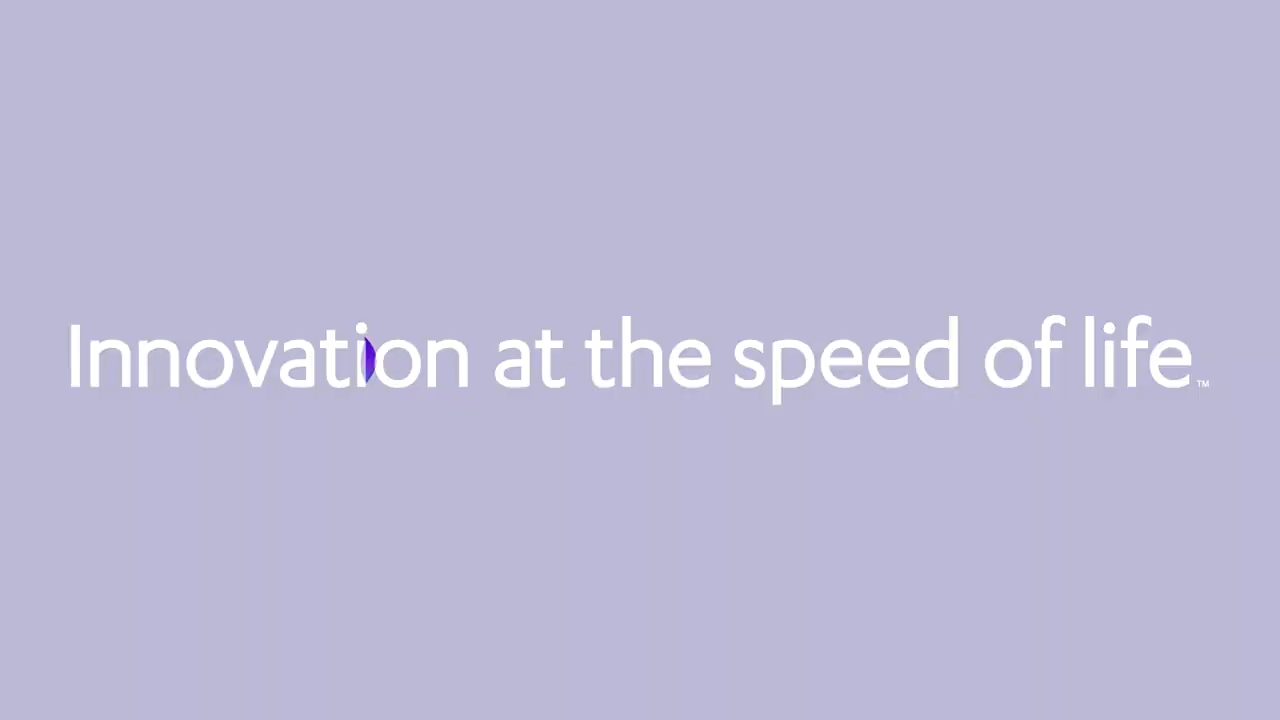 Innovation at the speed of life™